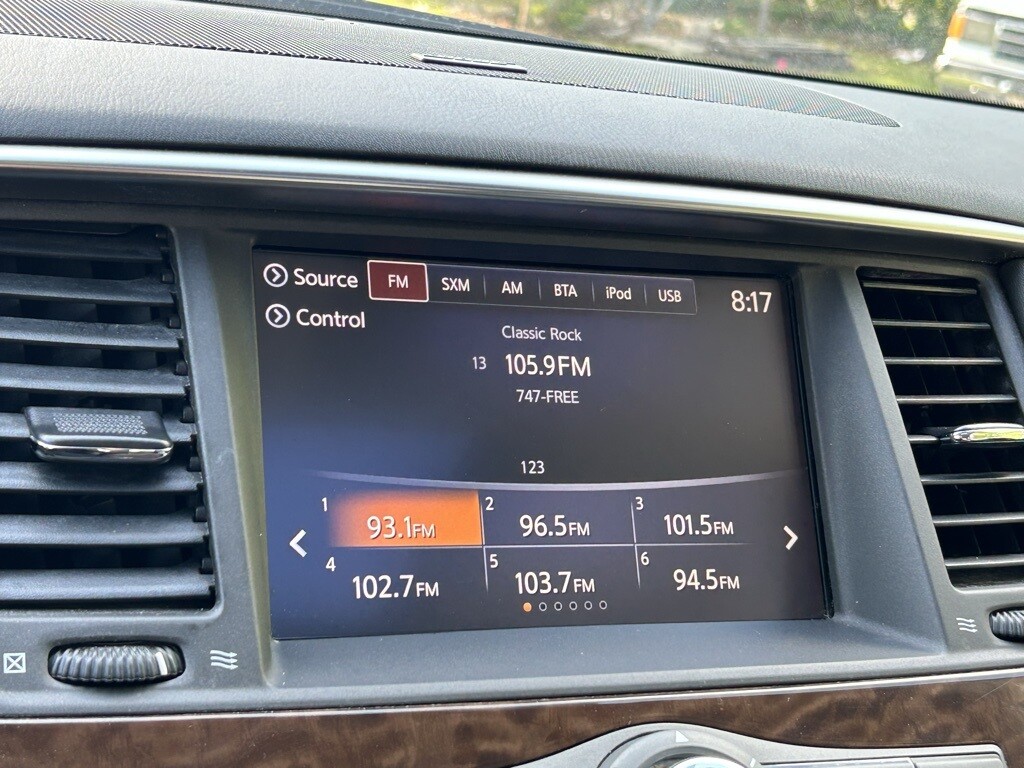 Source FM SXM AM BTA iPod USB 8:17
Control
Classic Rock
13 105.9FM
747-FREE
123
1 93.1FM 2 96.5FM 3 101.5FM
4 102.7FM 5 103.7FM 6 94.5FM